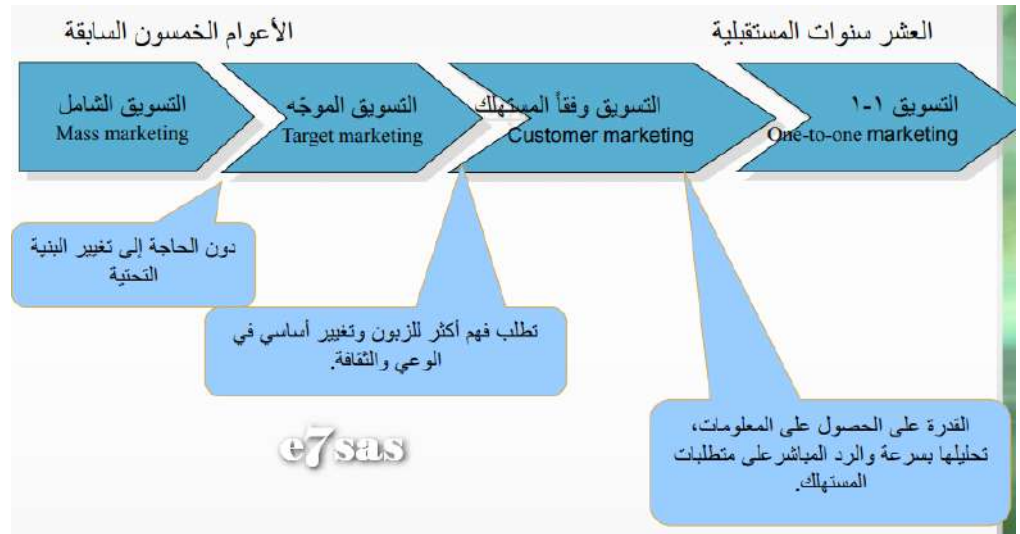 الأعوام الخمسون السابقة
العشر سنوات المستقبلية
التسويق الشامل
Mass marketing
التسويق الموجّه
Target marketing
التسويق وفقاً المستهلك
Customer marketing
التسويق ١-١
One-to-one marketing
دون الحاجة إلى تغيير البنية
التحتية
تطلب فهم أكثر للزبون وتغيير أساسي في
الوعي والثقافة.
القدرة على الحصول على المعلومات،
تحليلها بسرعة والرد المباشر على متطلبات
المستهلك.
e7sas